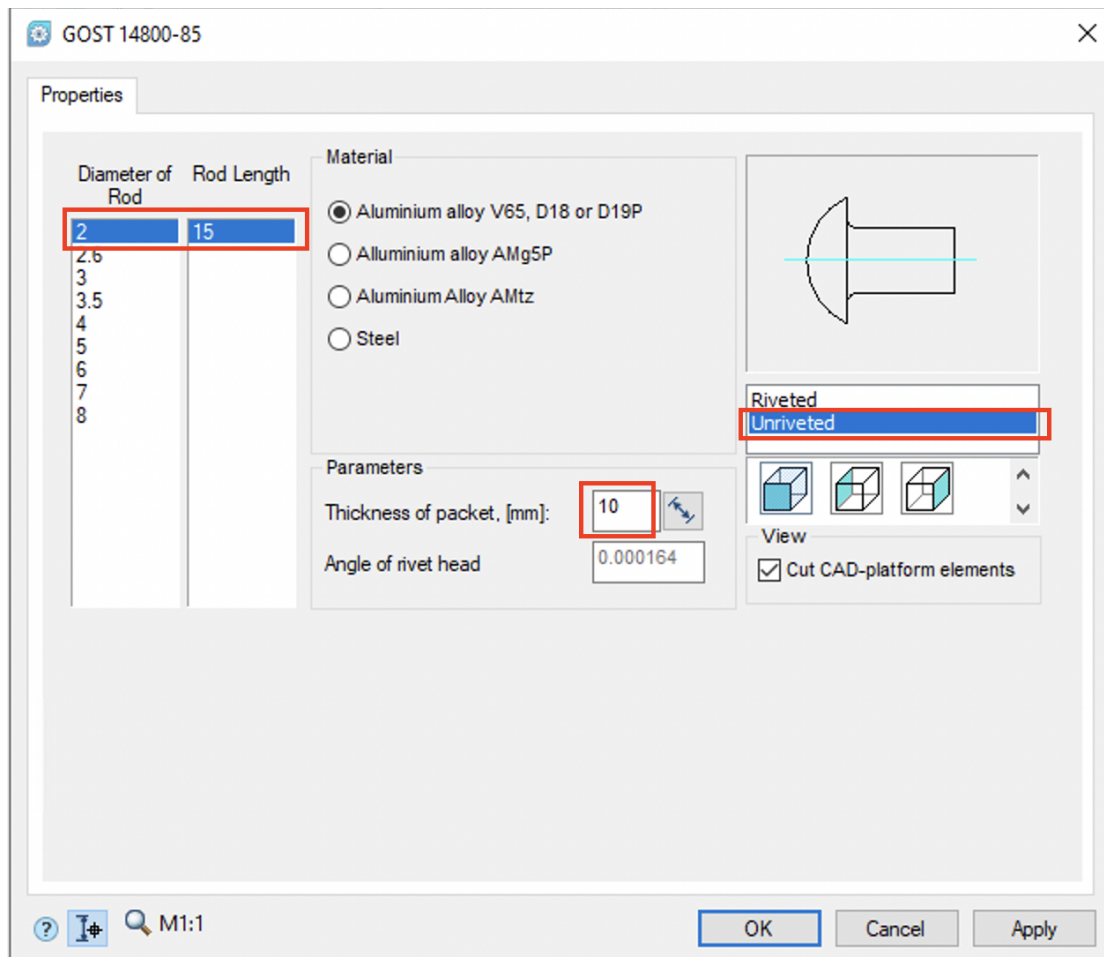 GOST 14800-85
Properties
Diameter of Rod
Rod Length
2
2.6
3
3.5
4
5
6
7
8
15
Material
Aluminium alloy V65, D18 or D19P
Alluminium alloy AMg5P
Aluminium Alloy AMtz
Steel
Parameters
Thickness of packet, [mm]:
10
Angle of rivet head
0.000164
Riveted
Unriveted
View
Cut CAD-platform elements
?
M1:1
OK
Cancel
Apply